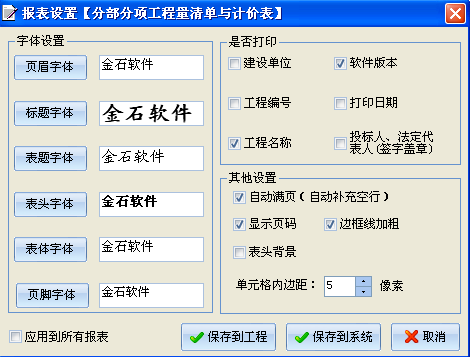 报表设置【分部分项工程量清单与计价表】
字体设置
页眉字体 金石软件
标题字体 金石软件
表题字体 金石软件
表头字体 金石软件
表体字体 金石软件
页脚字体 金石软件
是否打印
建设单位 软件版本
工程编号 打印日期
工程名称 投标人、法定代
表人(签字盖章)
其他设置
自动满页(自动补充空行)
显示页码 边框线加粗
表头背景
单元格内边距： 5 像素
应用到所有报表 保存到工程 保存到系统 取消